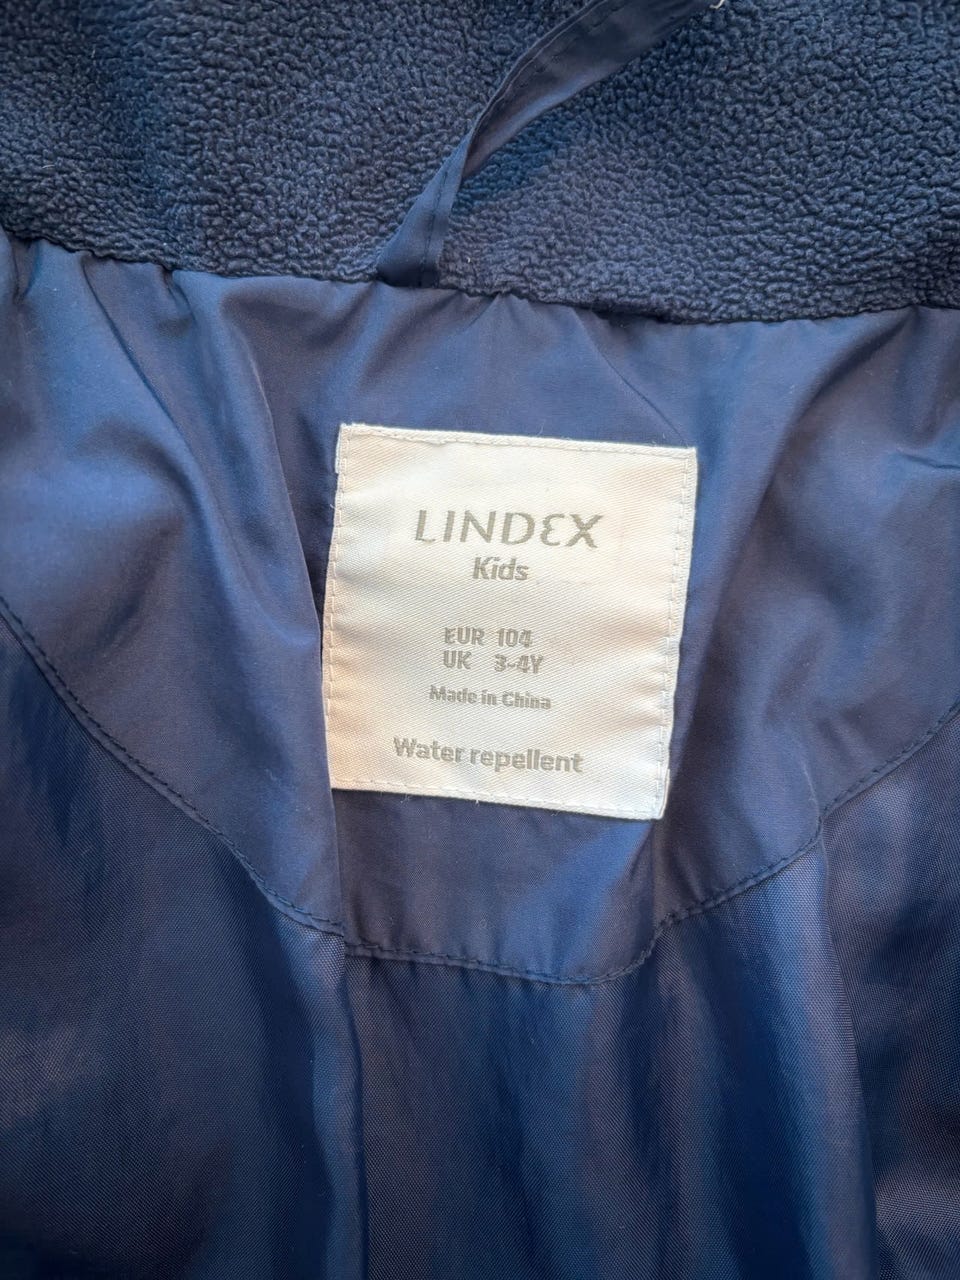 LINDEX
Kids
EUR 104
UK 3-4Y
Made in China
Water repellent